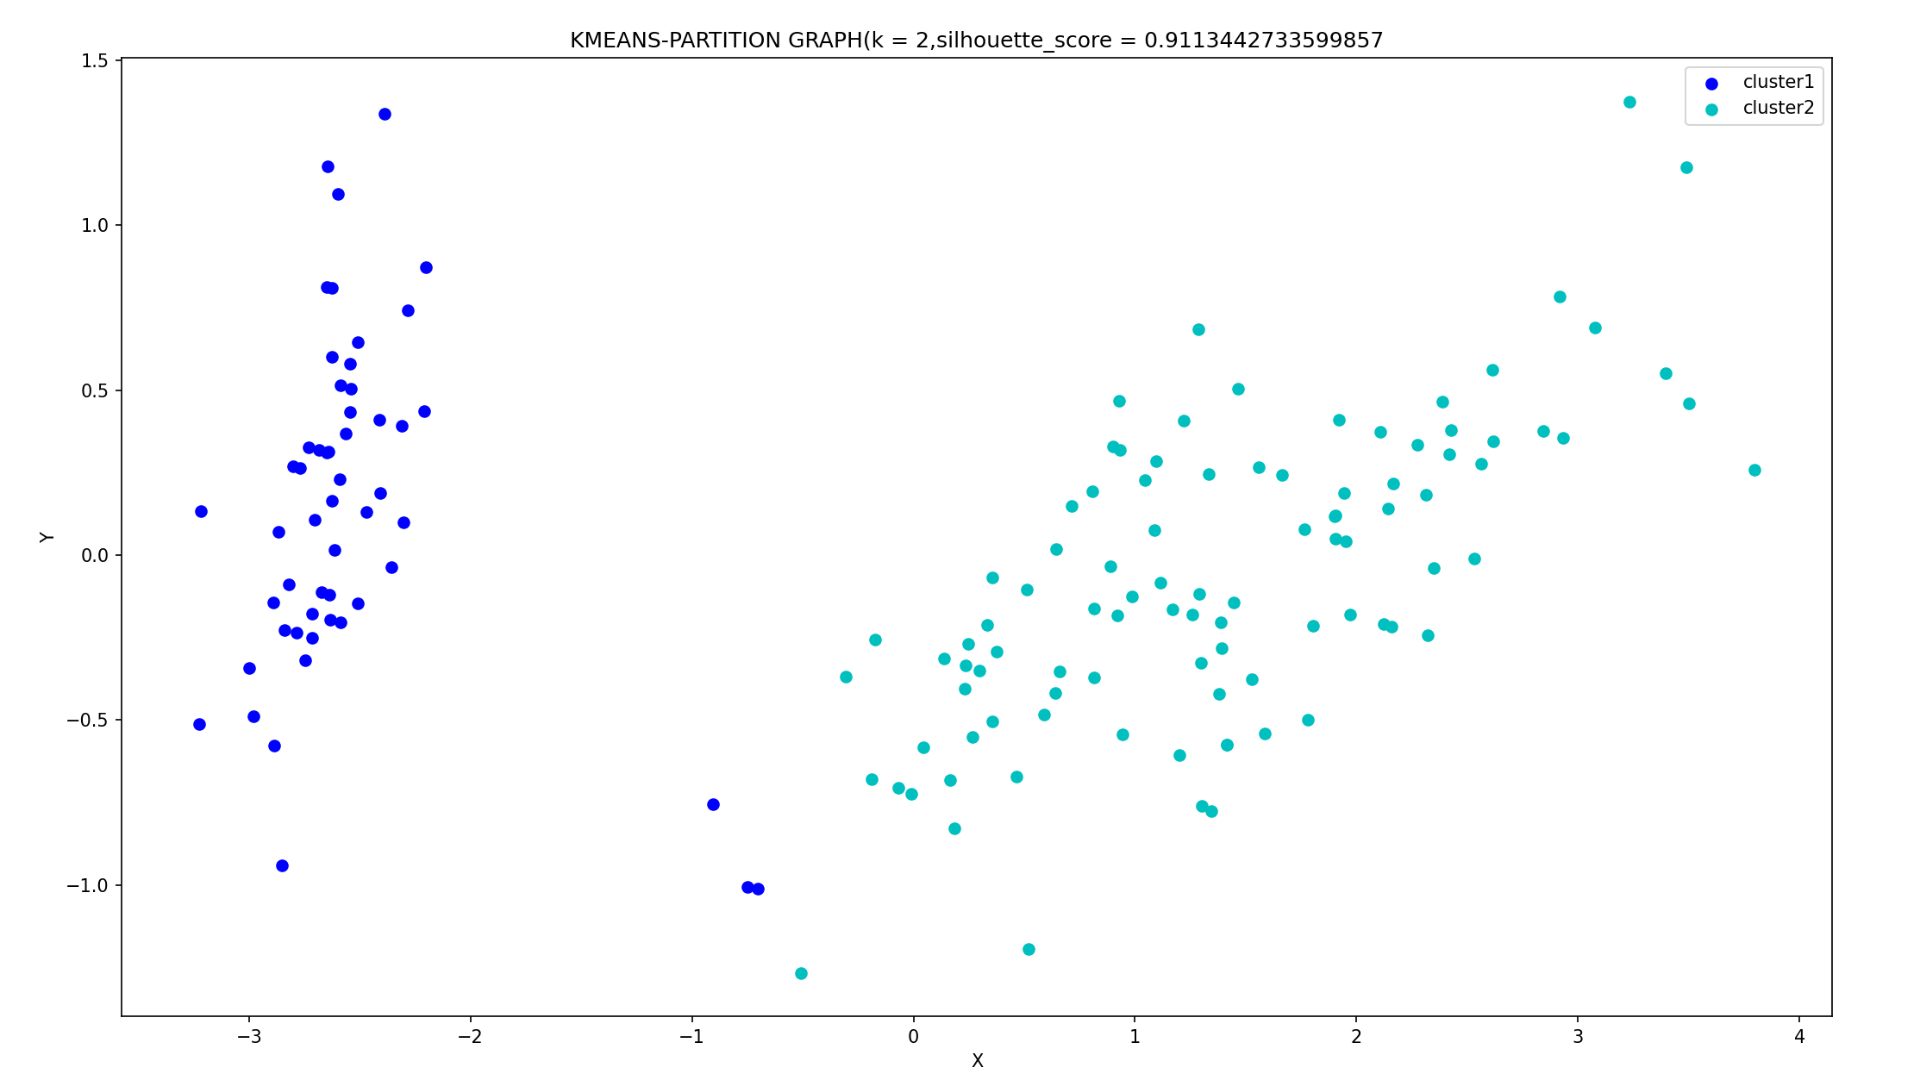 KMEANS-PARTITION GRAPH(k = 2,silhouette_score = 0.9113442733599857
cluster1
cluster2
1.5
1.0
0.5
0.0
−0.5
−1.0
Y
−3
−2
−1
0
1
2
3
4
X